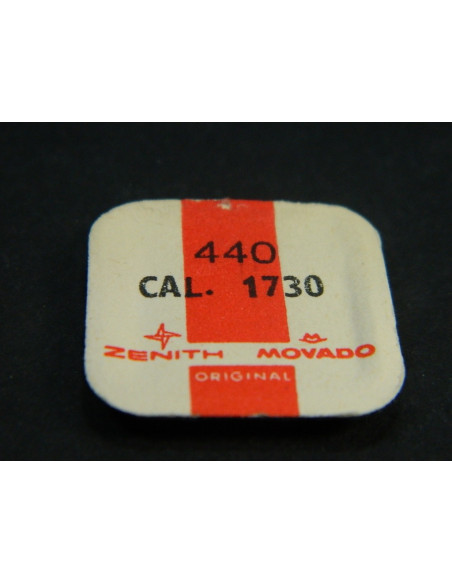 440
CAL. 1730
ZENITH MOVADO
ORIGINAL